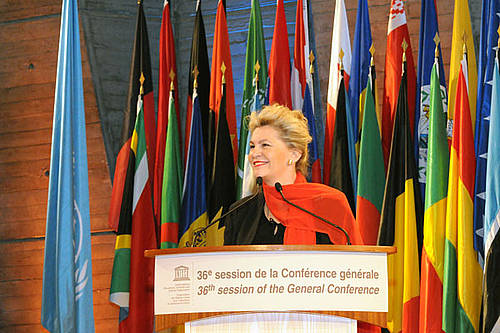 36e session de la Conférence générale
36th session of the General Conference